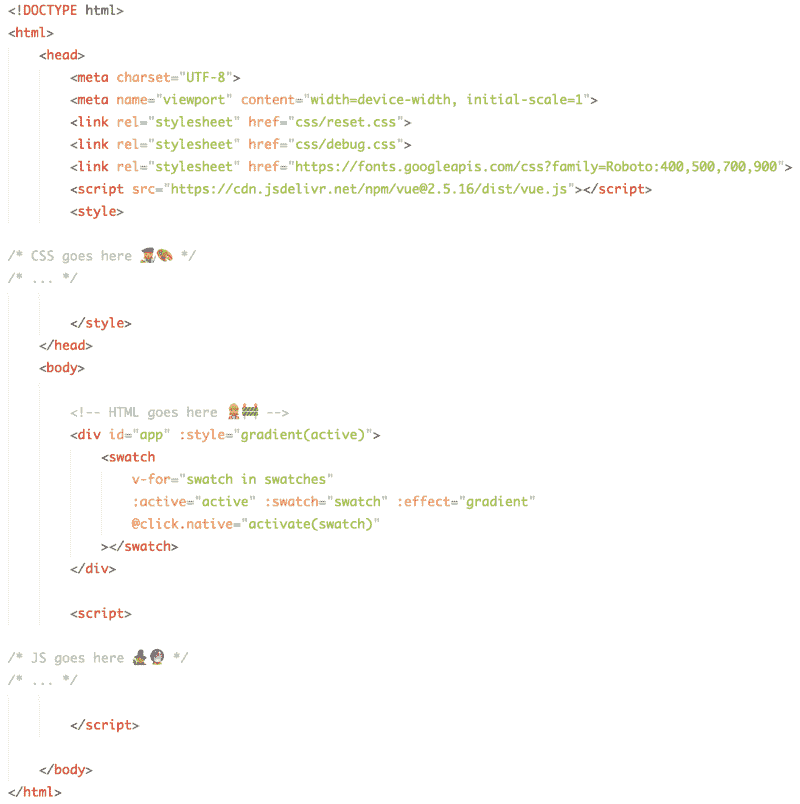 <!DOCTYPE html>
<html>
<head>
<meta charset="UTF-8">
<meta name="viewport" content="width=device-width, initial-scale=1">
<link rel="stylesheet" href="css/reset.css">
<link rel="stylesheet" href="css/debug.css">
<link rel="stylesheet" href="https://fonts.googleapis.com/css?family=Roboto:400,500,700,900">
<script src="https://cdn.jsdelivr.net/npm/vue@2.5.16/dist/vue.js"></script>
<style>
/* CSS goes here 👨‍🎨🎨 */
/* ... */
</style>
</head>
<body>
<!-- HTML goes here 👷🚧 -->
<div id="app" :style="gradient(active)">
<swatch
v-for="swatch in swatches"
:active="active" :swatch="swatch" :effect="gradient"
@click.native="activate(swatch)"
></swatch>
</div>
<script>
/* JS goes here 🧙🔮 */
/* ... */
</script>
</body>
</html>